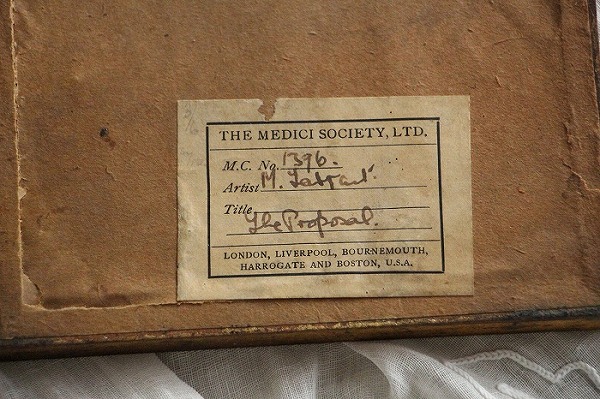 THE MEDICI SOCIETY, LTD.
M.C. No. 1396.
Artist M.
Title
The Proposal.
LONDON, LIVERPOOL, BOURNEMOUTH,
HARROGATE AND BOSTON, U.S.A.